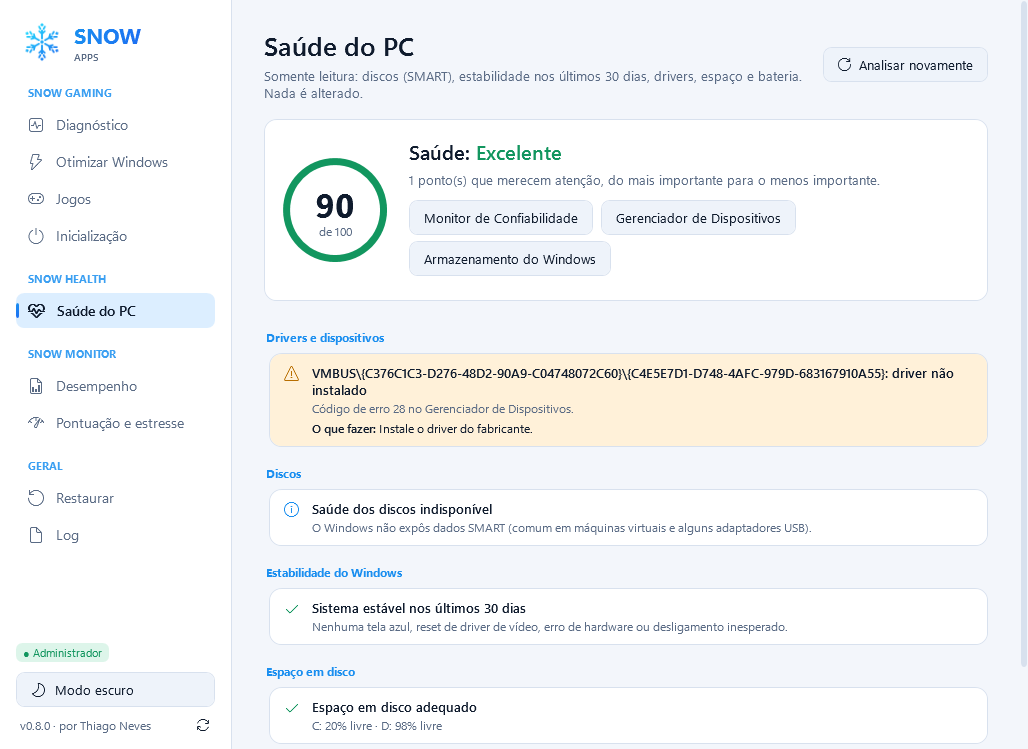 SNOW
APPS
SNOW GAMING
Diagnóstico
Otimizar Windows
Jogos
Inicialização
SNOW HEALTH
Saúde do PC
SNOW MONITOR
Desempenho
Pontuação e estresse
GERAL
Restaurar
Log
Administrador
Modo escuro
v0.8.0 · por Thiago Neves
Saúde do PC
Somente leitura: discos (SMART), estabilidade nos últimos 30 dias, drivers, espaço e bateria.
Nada é alterado.
Analisar novamente
90
de 100
Saúde: Excelente
1 ponto(s) que merecem atenção, do mais importante para o menos importante.
Monitor de Confiabilidade
Gerenciador de Dispositivos
Armazenamento do Windows
Drivers e dispositivos
VMBUS\{C376C1C3-D276-48D2-90A9-C04748072C60}\{C4E5E7D1-D748-4AFC-979D-683167910A55}: driver não
instalado
Código de erro 28 no Gerenciador de Dispositivos.
O que fazer: Instale o driver do fabricante.
Discos
Saúde dos discos indisponível
O Windows não expôs dados SMART (comum em máquinas virtuais e alguns adaptadores USB).
Estabilidade do Windows
Sistema estável nos últimos 30 dias
Nenhuma tela azul, reset de driver de vídeo, erro de hardware ou desligamento inesperado.
Espaço em disco
Espaço em disco adequado
C: 20% livre · D: 98% livre